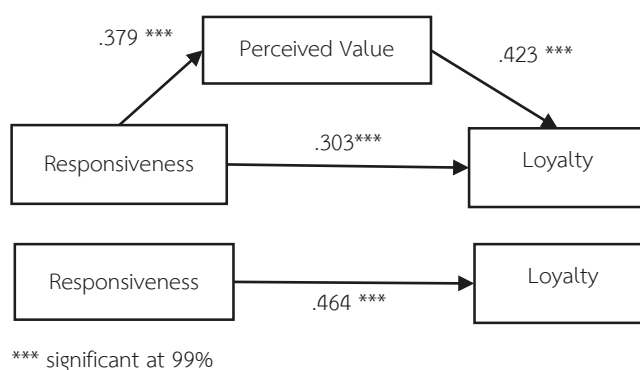 .379 ***
Perceived Value
.423 ***
Responsiveness
.303***
Loyalty
Responsiveness
.464 ***
Loyalty
*** significant at 99%